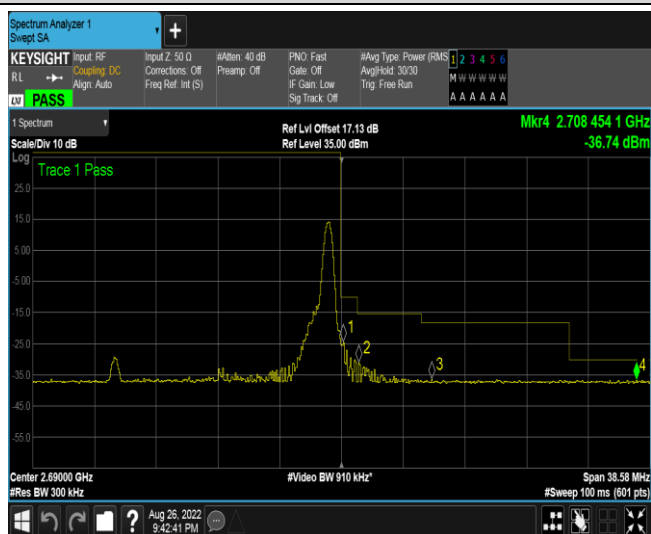 Spectrum Analyzer 1
Swept SA
+
KEYSIGHT
RL
LXI PASS
Input: RF
Coupling: DC
Align: Auto
Input Z: 50 Ω
Corrections: Off
Freq Ref: Int (S)
#Atten: 40 dB
Preamp: Off
PNO: Fast
Gate: Off
IF Gain: Low
Sig Track: Off
#Avg Type: Power (RMS
Avg|Hold: 30/30
Trig: Free Run
1 2 3 4 5 6
M W W W W W
A A A A A A
1 Spectrum
Scale/Div 10 dB
Ref Lvl Offset 17.13 dB
Ref Level 35.00 dBm
Mkr4 2.708 454 1 GHz
-36.74 dBm
Log
Trace 1 Pass
25.0
15.0
5.00
-5.00
-15.0
-25.0
-35.0
-45.0
-55.0
1
2
3
4
Center 2.69000 GHz
#Res BW 300 kHz
#Video BW 910 kHz*
Span 38.58 MHz
#Sweep 100 ms (601 pts)
?
Aug 26, 2022
9:42:41 PM